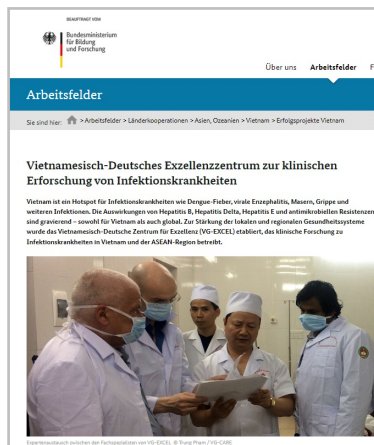 BEAUFTRAGT VOM
Bundesministerium
für Bildung
und Forschung
Über uns Arbeitsfelder F
Arbeitsfelder
Sie sind hier: > Arbeitsfelder > Länderkooperationen > Asien, Ozeanien > Vietnam > Erfolgsprojekte Vietnam
Vietnamesisch-Deutsches Exzellenzzentrum zur klinischen
Erforschung von Infektionskrankheiten
Vietnam ist ein Hotspot für Infektionskrankheiten wie Dengue-Fieber, virale Enzephalitis, Masern, Grippe und
weiteren Infektionen. Die Auswirkungen von Hepatitis B, Hepatitis Delta, Hepatitis E und antimikrobiellen Resistenzen
sind gravierend – sowohl für Vietnam als auch global. Zur Stärkung der lokalen und regionalen Gesundheitssysteme
wurde das Vietnamesisch-Deutsche Zentrum für Exzellenz (VG-EXCEL) etabliert, das klinische Forschung zu
Infektionskrankheiten in Vietnam und der ASEAN-Region betreibt.
Expertenaustausch zwischen den Fachspezialisten von VG-EXCEL © Trung Pham / VG-CARE